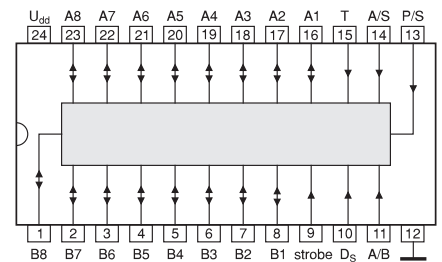 U_dd A8 A7 A6 A5 A4 A3 A2 A1 T A/S P/S
24 23 22 21 20 19 18 17 16 15 14 13
1 2 3 4 5 6 7 8 9 10 11 12
B8 B7 B6 B5 B4 B3 B2 B1 strobe D_S A/B